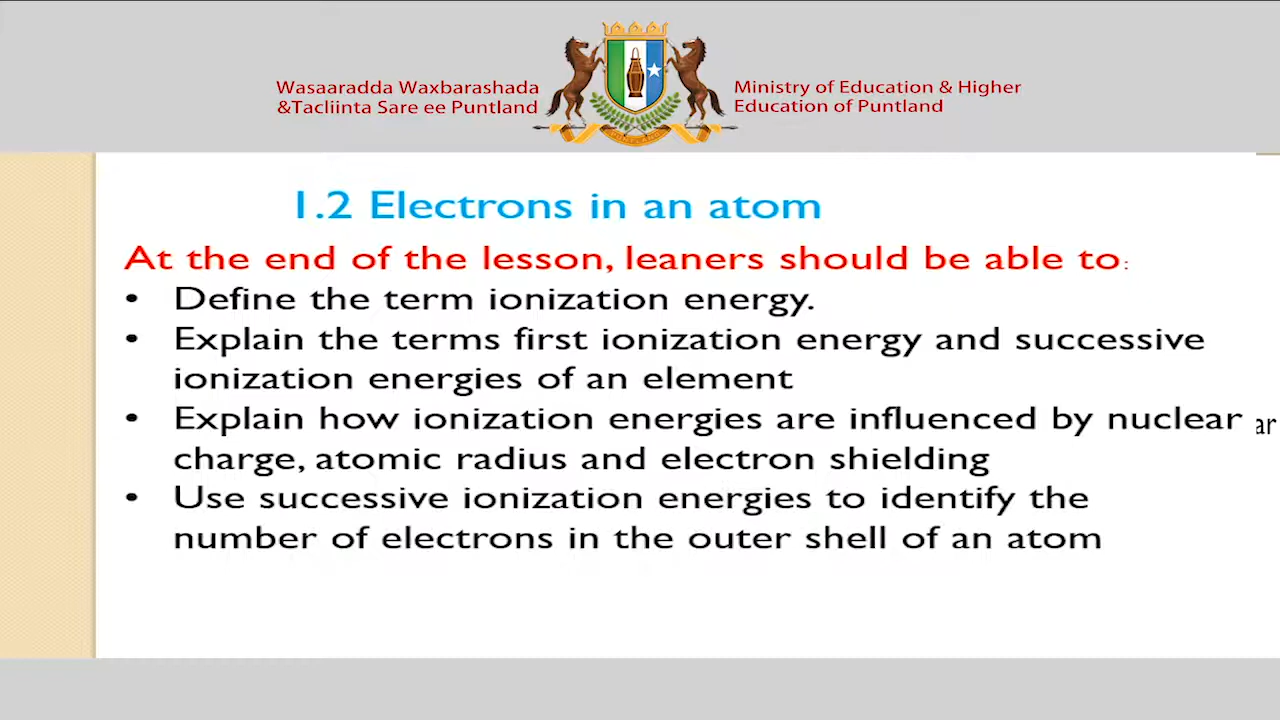 Wasaaradda Waxbarashada
&Tacliinta Sare ee Puntland
Ministry of Education & Higher
Education of Puntland
1.2 Electrons in an atom
At the end of the lesson, leaners should be able to:
• Define the term ionization energy.
• Explain the terms first ionization energy and successive
ionization energies of an element
• Explain how ionization energies are influenced by nuclear
charge, atomic radius and electron shielding
• Use successive ionization energies to identify the
number of electrons in the outer shell of an atom
ar